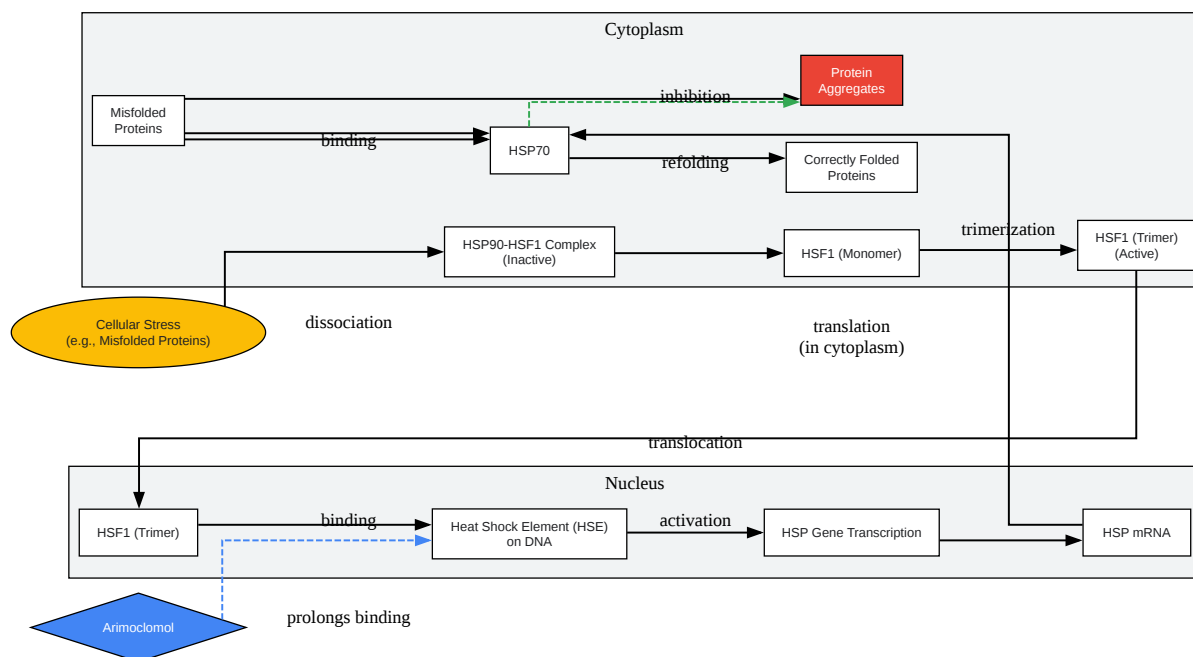 Cytoplasm
Protein
Aggregates
inhibition
Misfolded
Proteins
binding
HSP70
refolding
Correctly Folded
Proteins
HSP90-HSF1 Complex
(Inactive)
HSF1 (Monomer)
trimerization
HSF1 (Trimer)
(Active)
Cellular Stress
(e.g., Misfolded Proteins)
dissociation
translation
(in cytoplasm)
translocation
Nucleus
HSF1 (Trimer)
binding
Heat Shock Element (HSE)
on DNA
activation
HSP Gene Transcription
HSP mRNA
Arimoclomol
prolongs binding